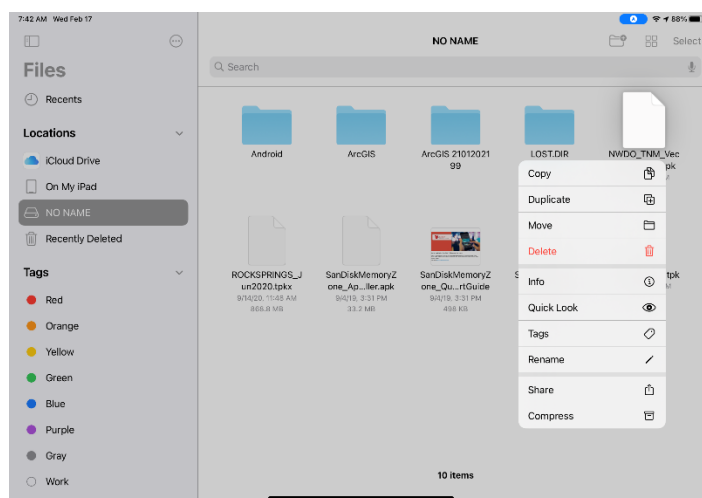 7:42 AM Wed Feb 17
88%
NO NAME
Select
Files
Search
Recents
Locations
iCloud Drive
On My iPad
NO NAME
Recently Deleted
Tags
Red
Orange
Yellow
Green
Blue
Purple
Gray
Work
Android
ArcGIS
ArcGIS 21012021
99
LOST.DIR
NWDO_TNM_Vec
pk
ROCKSPRINGS_J
un2020.tpkx
9/14/20, 11:48 AM
866.8 MB
SanDiskMemoryZ
one_Ap...ller.apk
9/4/19, 3:31 PM
33.2 MB
SanDiskMemoryZ
one_Qu...rtGuide
9/4/19, 3:31 PM
498 KB
S
tpk
M
Copy
Duplicate
Move
Delete
Info
Quick Look
Tags
Rename
Share
Compress
10 items